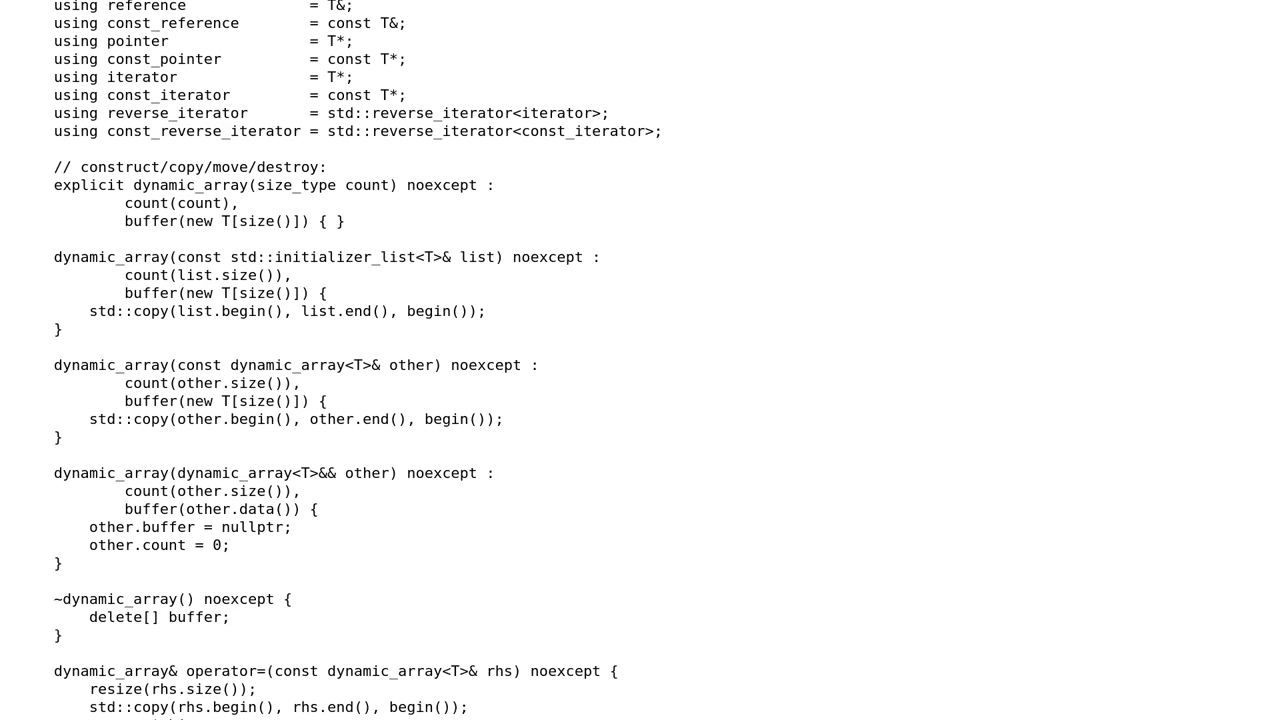 using reference              = T&;
using const_reference        = const T&;
using pointer                = T*;
using const_pointer          = const T*;
using iterator               = T*;
using const_iterator         = const T*;
using reverse_iterator       = std::reverse_iterator<iterator>;
using const_reverse_iterator = std::reverse_iterator<const_iterator>;

// construct/copy/move/destroy:
explicit dynamic_array(size_type count) noexcept :
        count(count),
        buffer(new T[size()]) { }

dynamic_array(const std::initializer_list<T>& list) noexcept :
        count(list.size()),
        buffer(new T[size()]) {
    std::copy(list.begin(), list.end(), begin());
}

dynamic_array(const dynamic_array<T>& other) noexcept :
        count(other.size()),
        buffer(new T[size()]) {
    std::copy(other.begin(), other.end(), begin());
}

dynamic_array(dynamic_array<T>&& other) noexcept :
        count(other.size()),
        buffer(other.data()) {
    other.buffer = nullptr;
    other.count = 0;
}

~dynamic_array() noexcept {
    delete[] buffer;
}

dynamic_array& operator=(const dynamic_array<T>& rhs) noexcept {
    resize(rhs.size());
    std::copy(rhs.begin(), rhs.end(), begin());